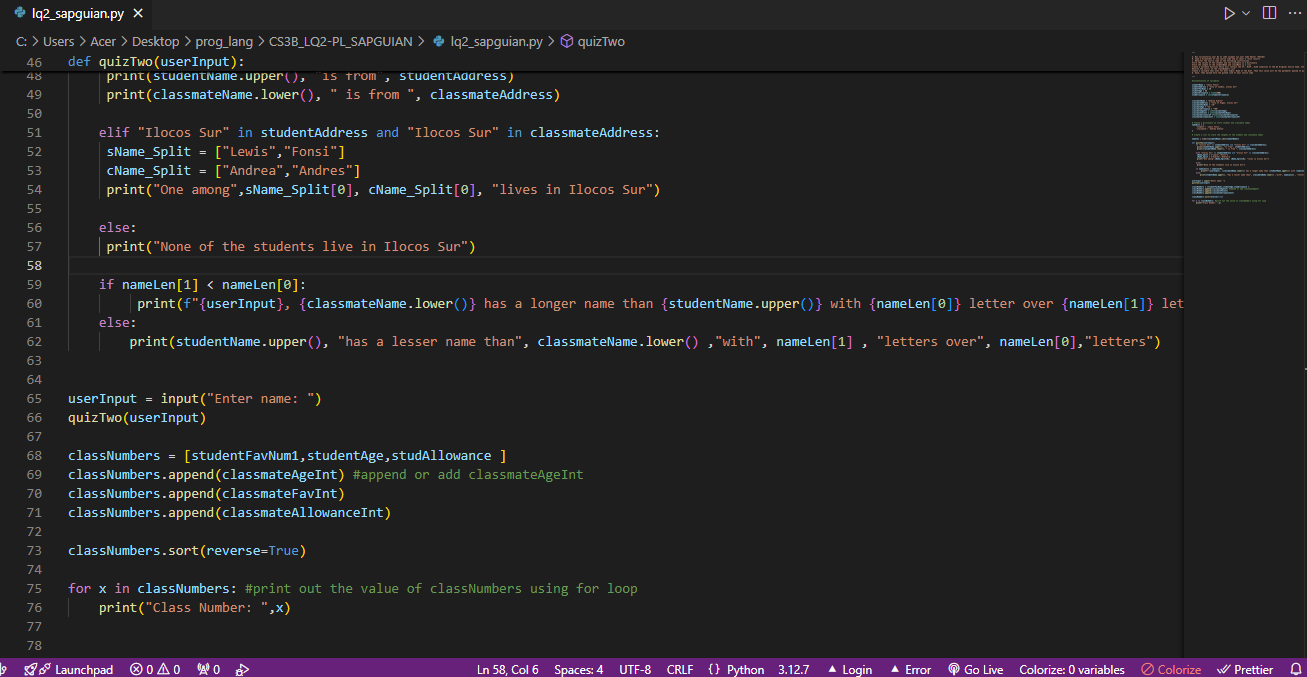 lq2_sapguian.py
C: > Users > Acer > Desktop > prog_lang > CS3B_LQ2-PL_SAPGUIAN > lq2_sapguian.py > quizTwo
46 def quizTwo(userInput):
48 print(studentName.upper(), " is from ", studentAddress)
49 print(classmateName.lower(), " is from ", classmateAddress)
50
51 elif "Ilocos Sur" in studentAddress and "Ilocos Sur" in classmateAddress:
52 sName_Split = ["Lewis","Fonsi"]
53 cName_Split = ["Andrea","Andres"]
54 print("One among",sName_Split[0], cName_Split[0], "lives in Ilocos Sur")
55
56 else:
57 print("None of the students live in Ilocos Sur")
58
59 if nameLen[1] < nameLen[0]:
60 print(f"{userInput}, {classmateName.lower()} has a longer name than {studentName.upper()} with {nameLen[0]} letter over {nameLen[1]} let
61 else:
62 print(studentName.upper(), "has a lesser name than", classmateName.lower() ,"with", nameLen[1] , "letters over", nameLen[0],"letters")
63
64
65 userInput = input("Enter name: ")
66 quizTwo(userInput)
67
68 classNumbers = [studentFavNum1,studentAge,studAllowance ]
69 classNumbers.append(classmateAgeInt) #append or add classmateAgeInt
70 classNumbers.append(classmateFavInt)
71 classNumbers.append(classmateAllowanceInt)
72
73 classNumbers.sort(reverse=True)
74
75 for x in classNumbers: #print out the value of classNumbers using for loop
76 print("Class Number: ",x)
77
78
Launchpad 0 0 0 Ln 58, Col 6 Spaces: 4 UTF-8 CRLF {} Python 3.12.7 Login Error Go Live Colorize: 0 variables Colorize Prettier